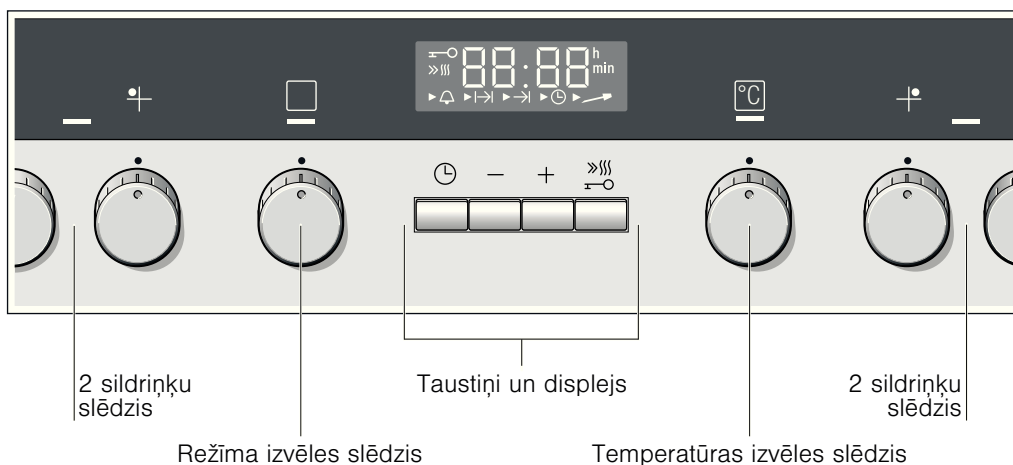 88:88 h
min
°C
− +
2 sildriņķu
slēdzis
Taustiņi un displejs
2 sildriņķu
slēdzis
Režīma izvēles slēdzis
Temperatūras izvēles slēdzis